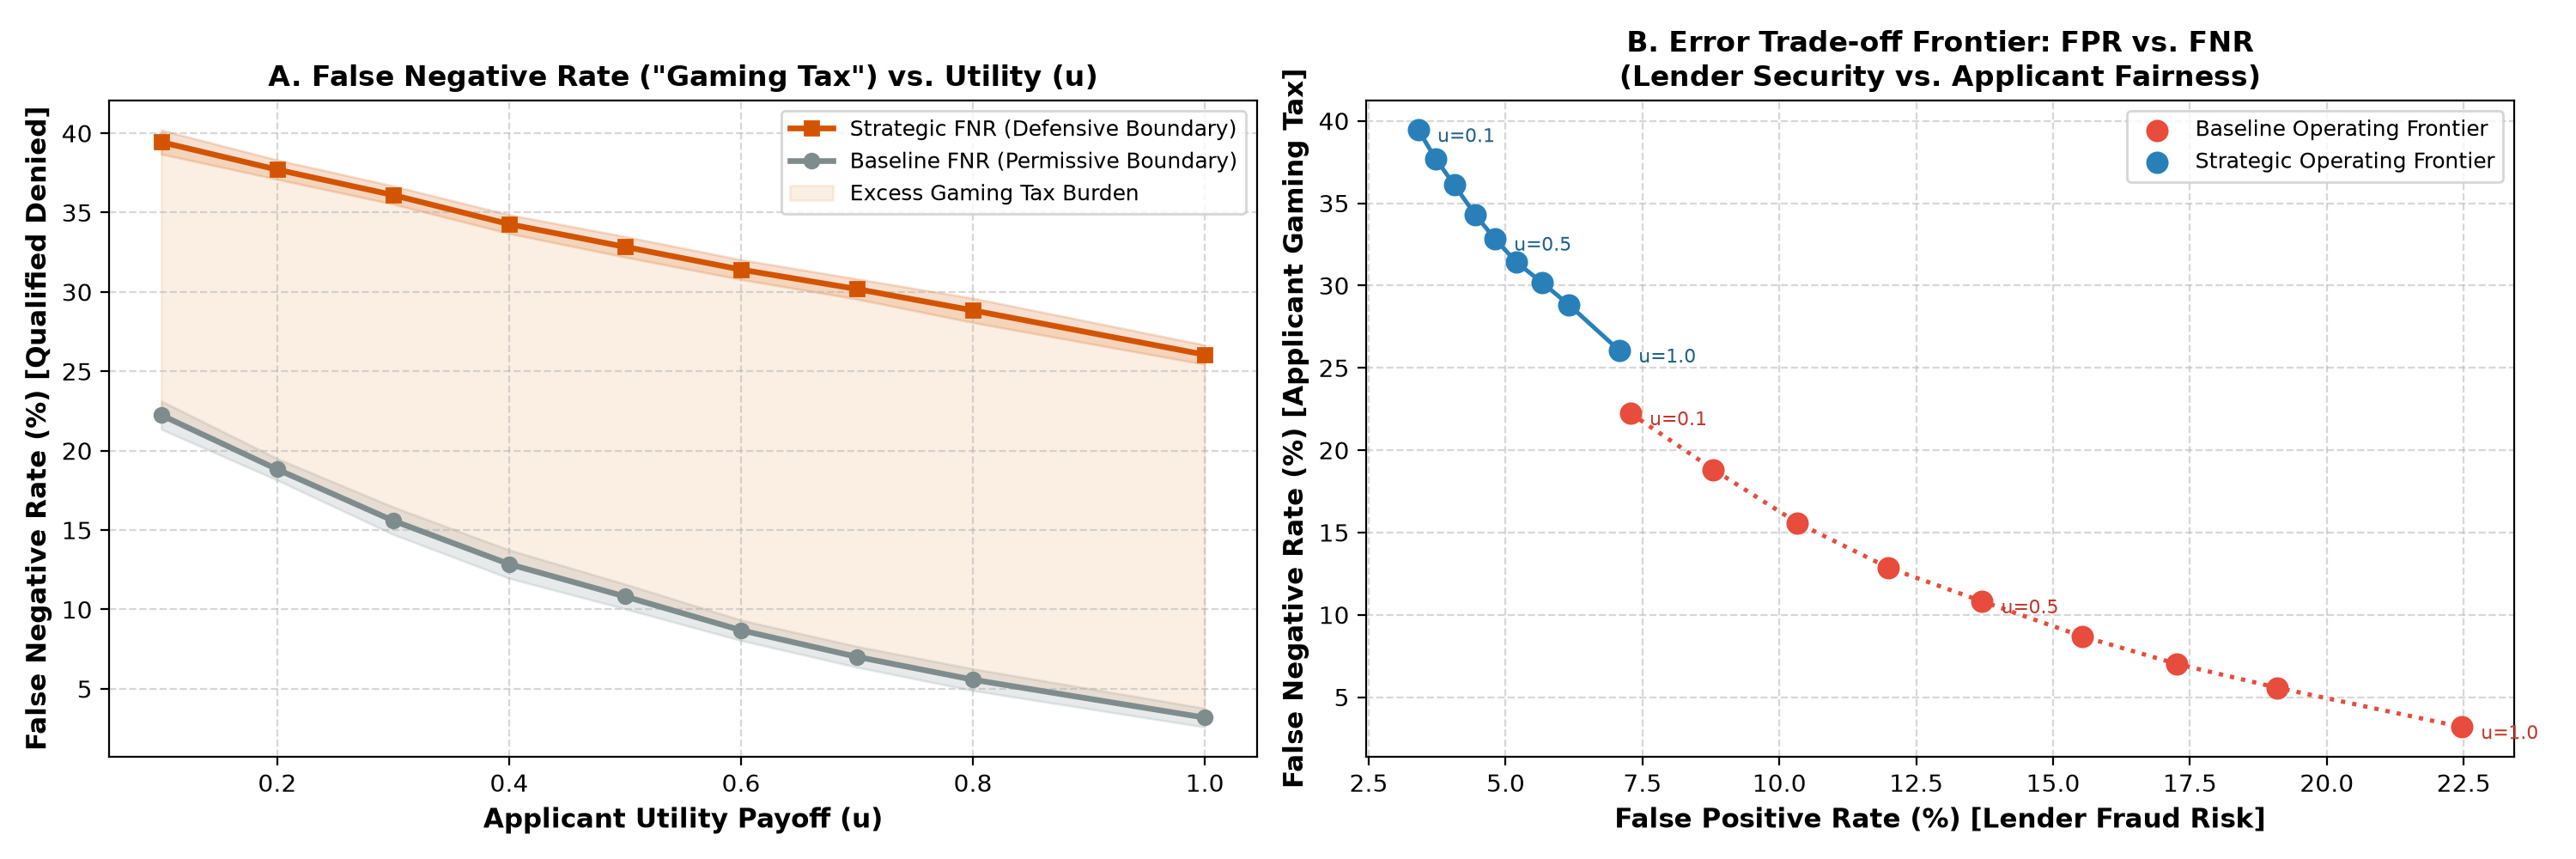 A. False Negative Rate ("Gaming Tax") vs. Utility (u)
False Negative Rate (%) [Qualified Denied]
40
35
30
25
20
15
10
5
Strategic FNR (Defensive Boundary)
Baseline FNR (Permissive Boundary)
Excess Gaming Tax Burden
0.2
0.4
0.6
0.8
1.0
Applicant Utility Payoff (u)
B. Error Trade-off Frontier: FPR vs. FNR
(Lender Security vs. Applicant Fairness)
False Negative Rate (%) [Applicant Gaming Tax]
40
35
30
25
20
15
10
5
Baseline Operating Frontier
Strategic Operating Frontier
u=0.1
u=0.5
u=1.0
u=0.1
u=0.5
u=1.0
2.5
5.0
7.5
10.0
12.5
15.0
17.5
20.0
22.5
False Positive Rate (%) [Lender Fraud Risk]